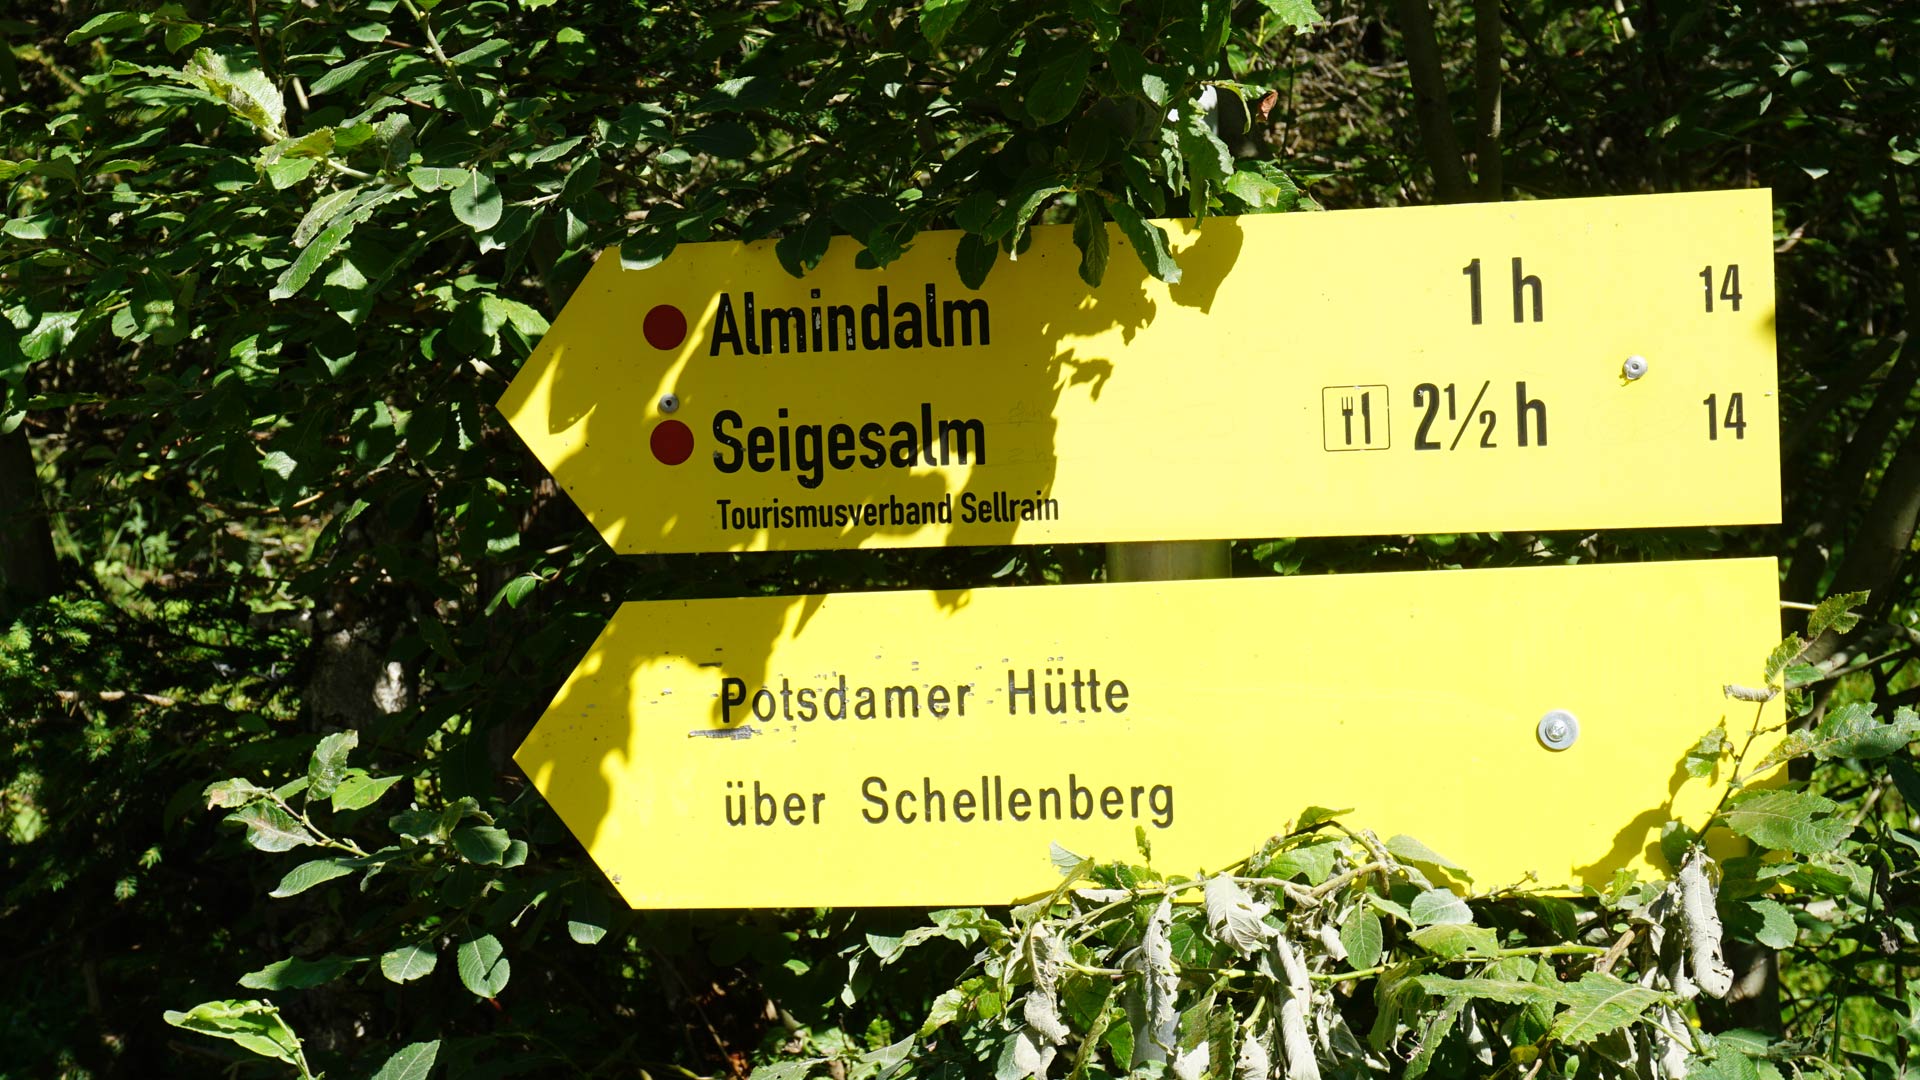 Almindalm 1 h 14
Seigesalm 2½ h 14
Tourismusverband Sellrain
Potsdamer Hütte
über Schellenberg